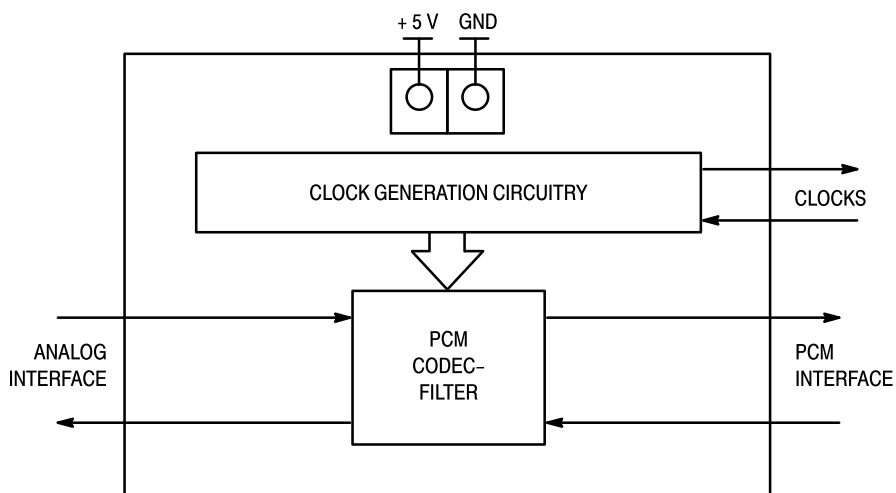 + 5 V GND
CLOCK GENERATION CIRCUITRY
CLOCKS
ANALOG
INTERFACE
PCM
CODEC–
FILTER
PCM
INTERFACE